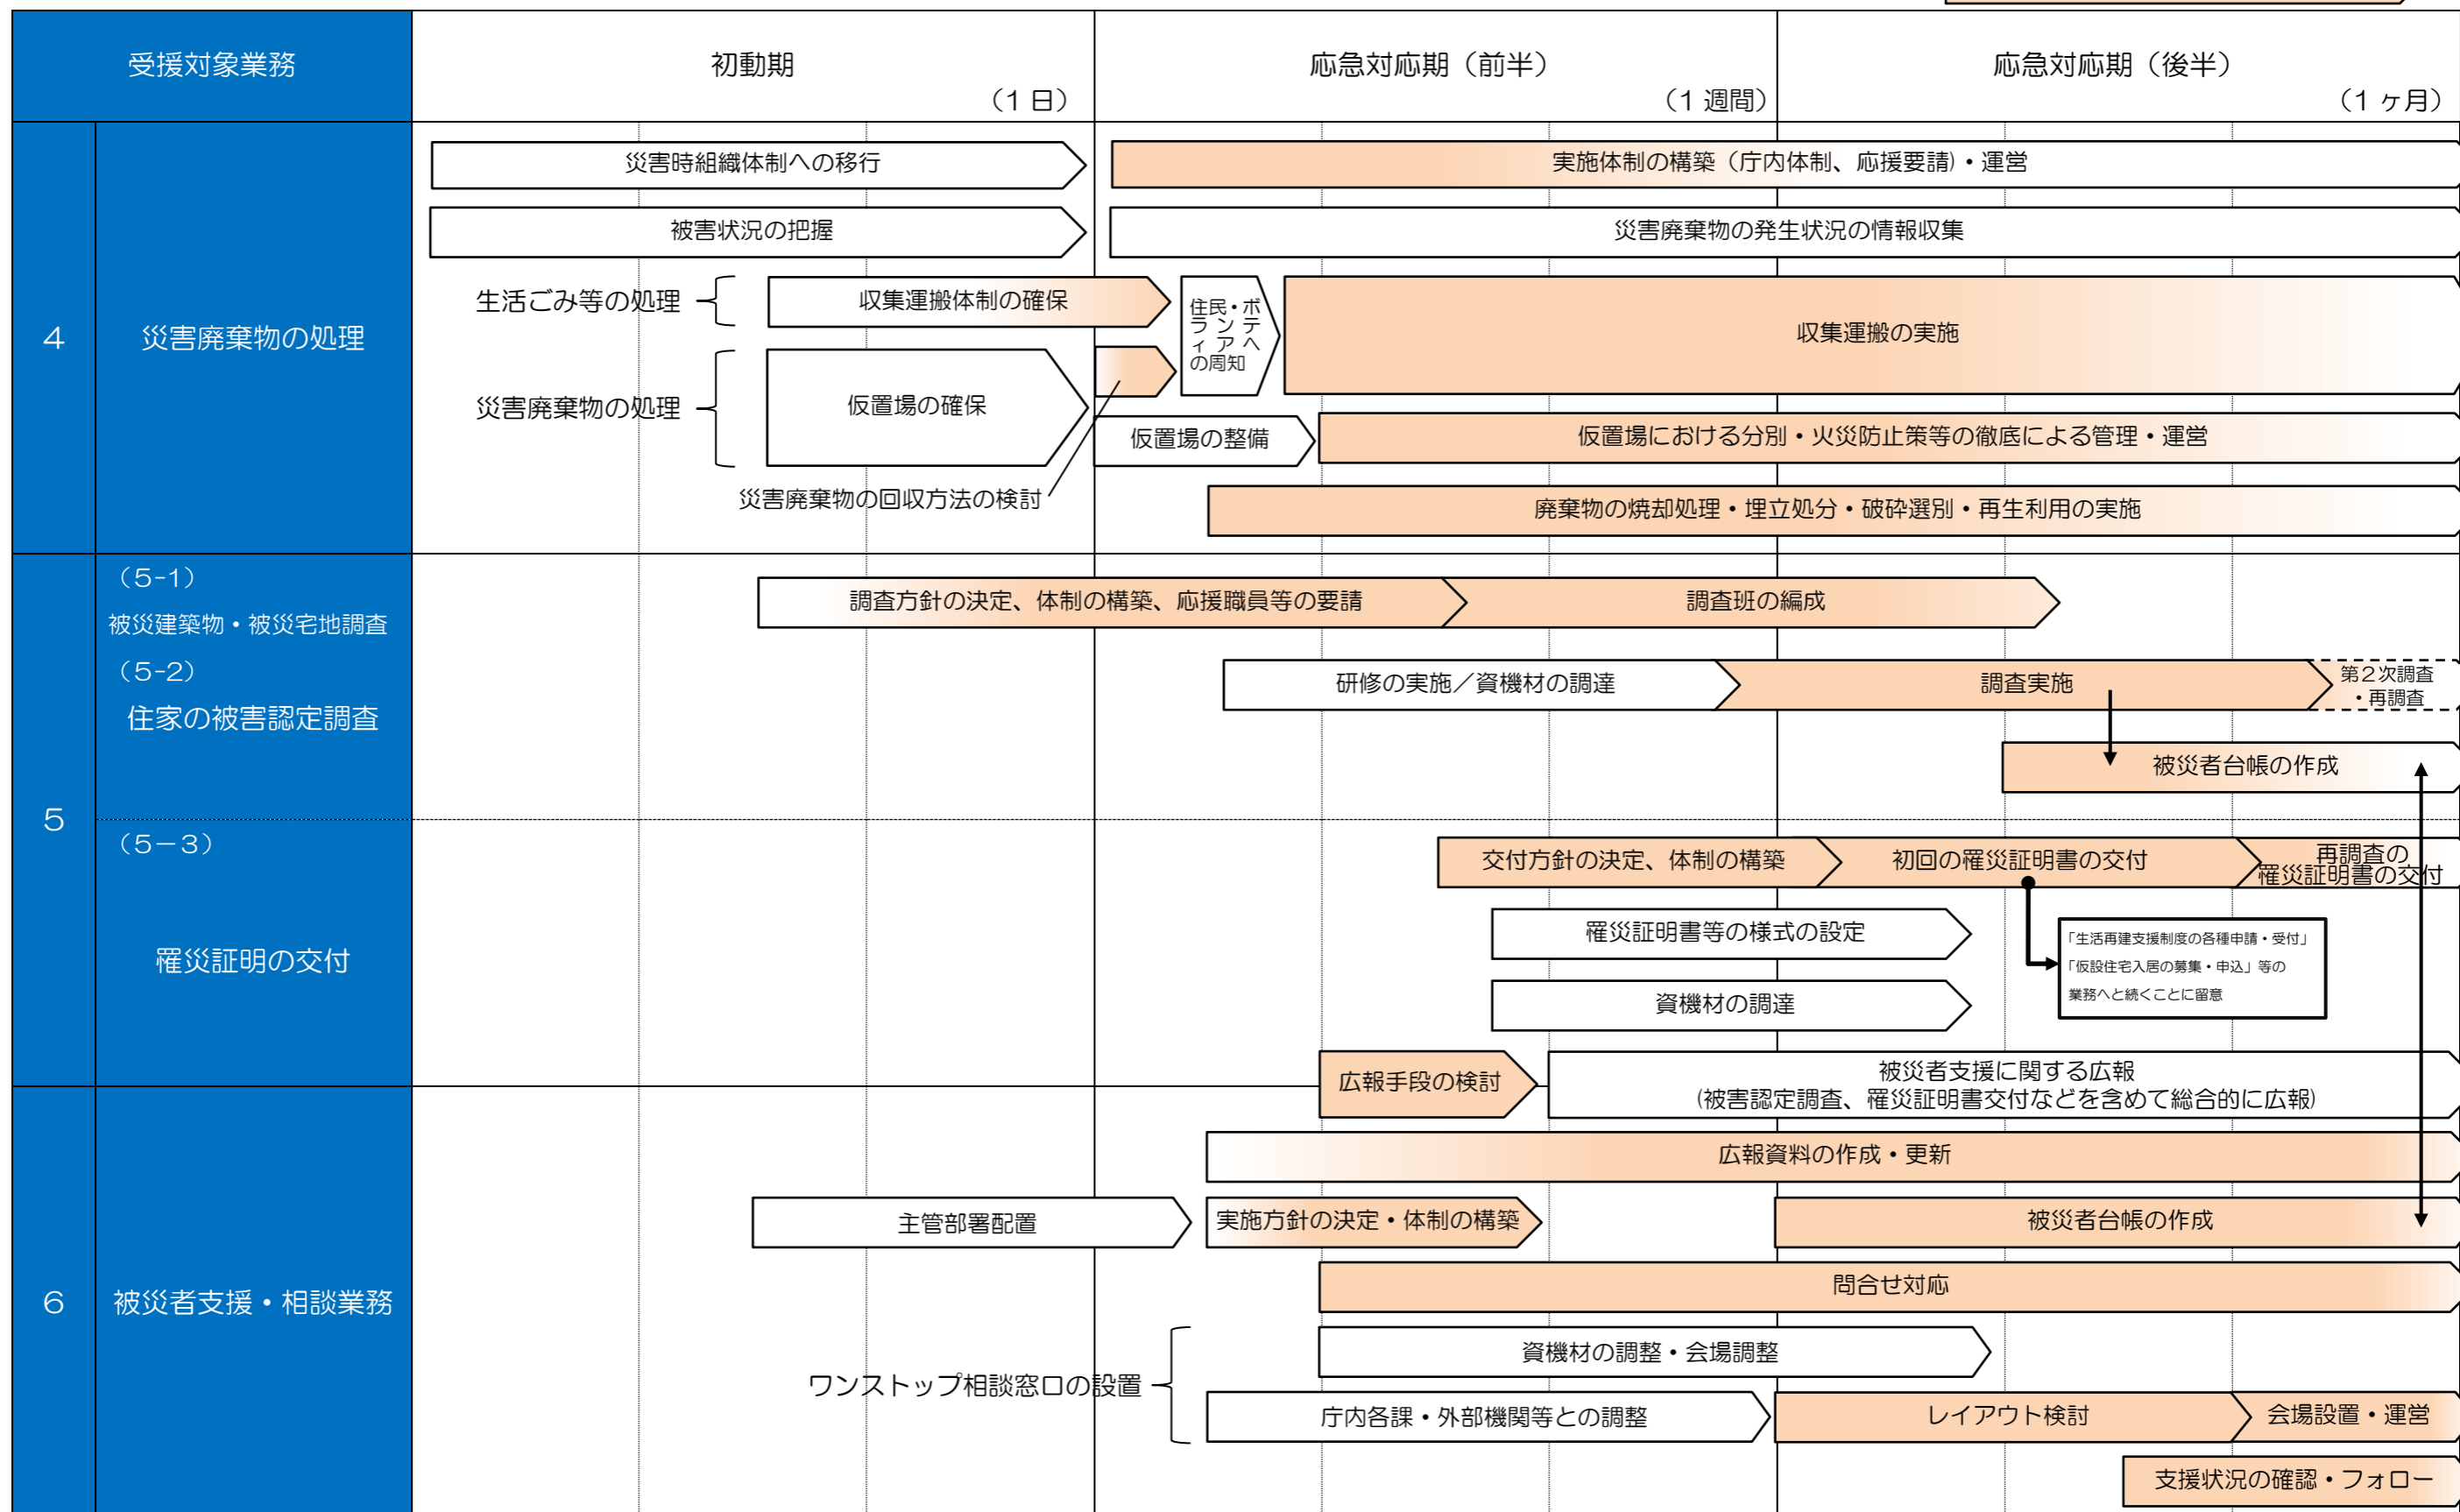 受援対象業務
初動期
（1 日）
応急対応期（前半）
（1 週間）
応急対応期（後半）
（1 ヶ月）
4
災害廃棄物の処理
災害時組織体制への移行
実施体制の構築（庁内体制、応援要請）・運営
被害状況の把握
災害廃棄物の発生状況の情報収集
生活ごみ等の処理
収集運搬体制の確保
住民・ボ
ランテ
ィアへ
の周知
収集運搬の実施
災害廃棄物の処理
仮置場の確保
仮置場の整備
仮置場における分別・火災防止策等の徹底による管理・運営
災害廃棄物の回収方法の検討
廃棄物の焼却処理・埋立処分・破砕選別・再生利用の実施
5
（5-1）
被災建築物・被災宅地調査
（5-2）
住家の被害認定調査
調査方針の決定、体制の構築、応援職員等の要請
調査班の編成
研修の実施／資機材の調達
調査実施
第２次調査
・再調査
被災者台帳の作成
（5－3）
罹災証明の交付
交付方針の決定、体制の構築
初回の罹災証明書の交付
再調査の
罹災証明書の交付
罹災証明書等の様式の設定
「生活再建支援制度の各種申請・受付」
「仮設住宅入居の募集・申込」等の
業務へと続くことに留意
資機材の調達
広報手段の検討
被災者支援に関する広報
（被害認定調査、罹災証明書交付などを含めて総合的に広報）
6
被災者支援・相談業務
広報資料の作成・更新
主管部署配置
実施方針の決定・体制の構築
被災者台帳の作成
問合せ対応
ワンストップ相談窓口の設置
資機材の調整・会場調整
庁内各課・外部機関等との調整
レイアウト検討
会場設置・運営
支援状況の確認・フォロー